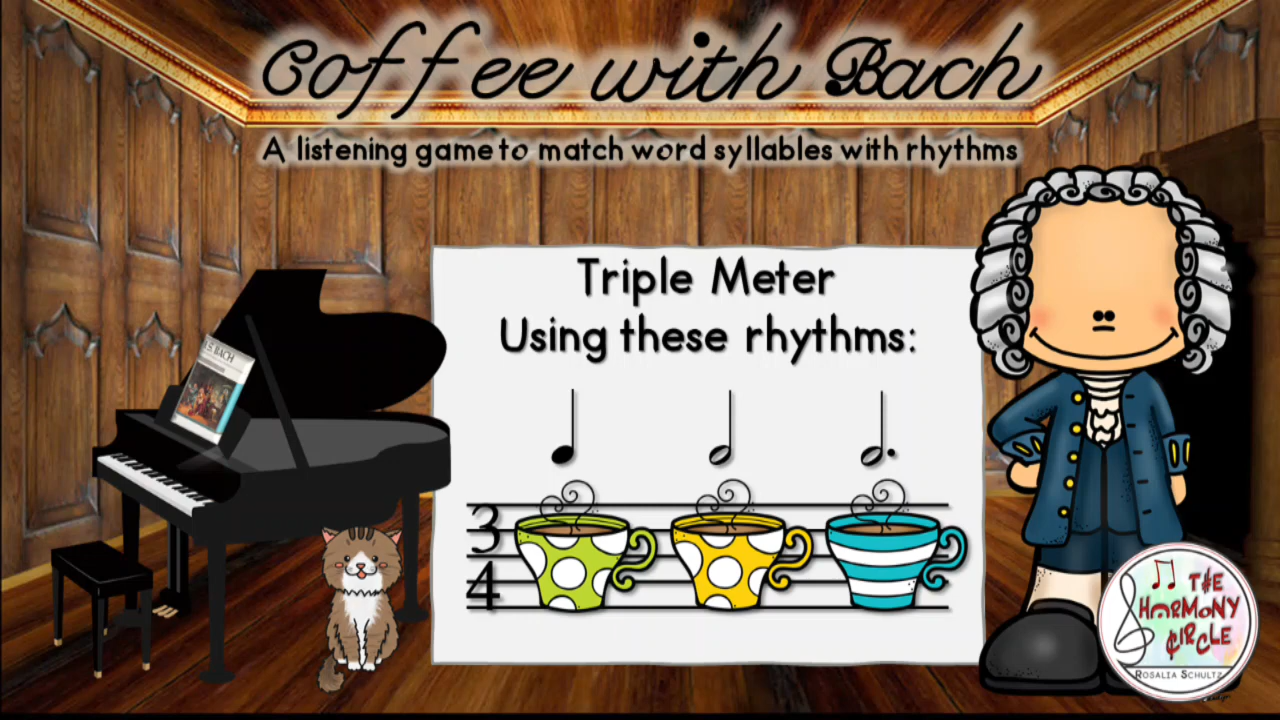 Coffee with Bach
A listening game to match word syllables with rhythms
Triple Meter
Using these rhythms:
3
4
BACH
THE
HARMONY
CIRCLE
ROSALIA SCHULTZ